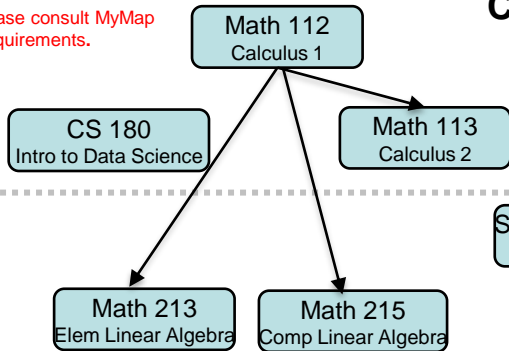 ase consult MyMap
quirements.
C
Math 112
Calculus 1
CS 180
Intro to Data Science
Math 113
Calculus 2
S
Math 213
Elem Linear Algebra
Math 215
Comp Linear Algebra